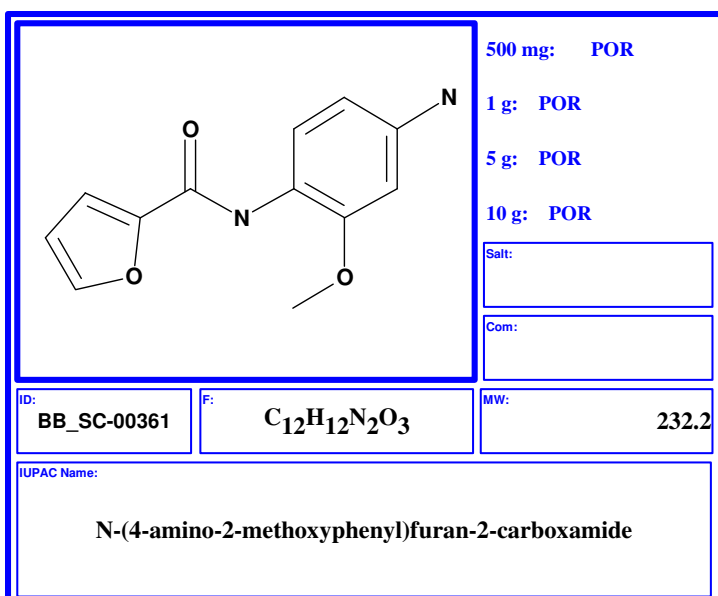 500 mg: POR
1 g: POR
5 g: POR
10 g: POR
N
O
N
O
O
Salt:
Com:
ID:
BB_SC-00361
F:
C12H12N2O3
MW:
232.2
IUPAC Name:
N-(4-amino-2-methoxyphenyl)furan-2-carboxamide